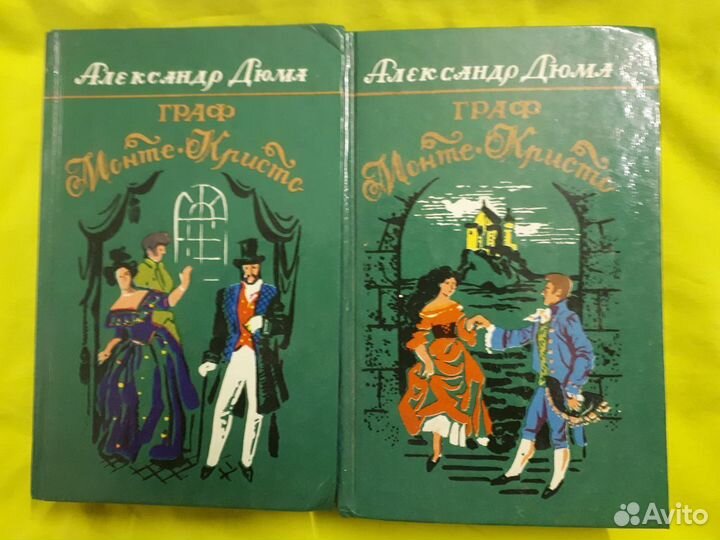 Александр Дюма
ГРАФ
Монте-Кристо
Александр Дюма
ГРАФ
Монте-Кристо
Avito